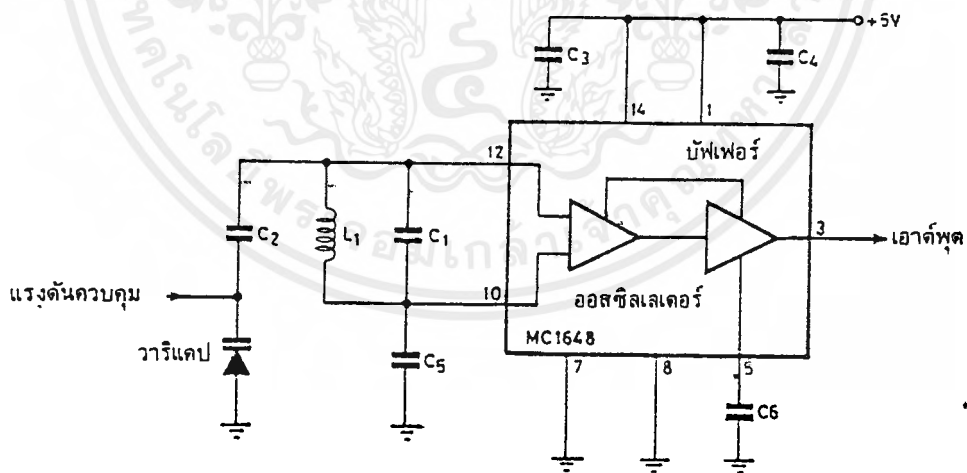 +5V
C3
C4
14
1
บัฟเฟอร์
12
C2
L1
C1
3
เอาต์พุต
แรงดันควบคุม
10
ออสซิลเลเตอร์
วาริแคป
C5
MC1648
7
8
5
C6